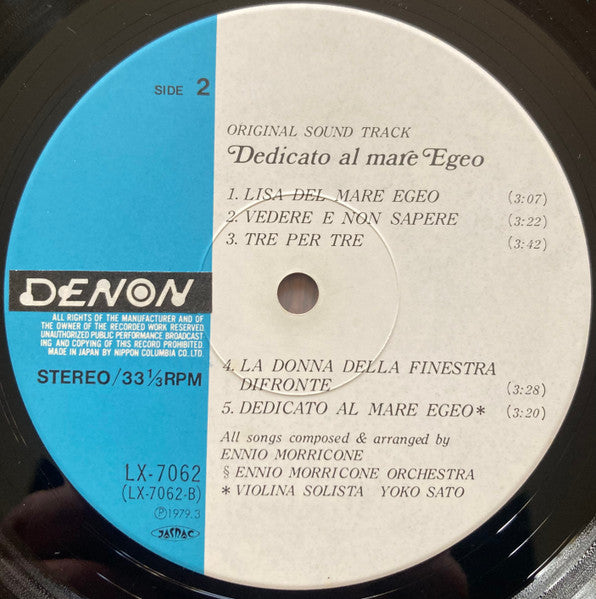 SIDE 2
ORIGINAL SOUND TRACK
Dedicato al mare Egeo
1. LISA DEL MARE EGEO (3:07)
2. VEDERE E NON SAPERE (3:22)
3. TRE PER TRE (3:42)
DENON
ALL RIGHTS OF THE MANUFACTURER AND OF
THE OWNER OF THE RECORDED WORK RESERVED.
UNAUTHORIZED PUBLIC PERFORMANCE BROADCAST
ING AND COPYING OF THIS RECORD PROHIBITED.
MADE IN JAPAN BY NIPPON COLUMBIA CO. LTD.
STEREO/33 1/3 RPM
4. LA DONNA DELLA FINESTRA
DIFRONTE (3:28)
5. DEDICATO AL MARE EGEO* (3:20)
All songs composed & arranged by
ENNIO MORRICONE
§ ENNIO MORRICONE ORCHESTRA
* VIOLINA SOLISTA YOKO SATO
LX-7062
(LX-7062-B)
Ⓟ1979.3
JASRAC